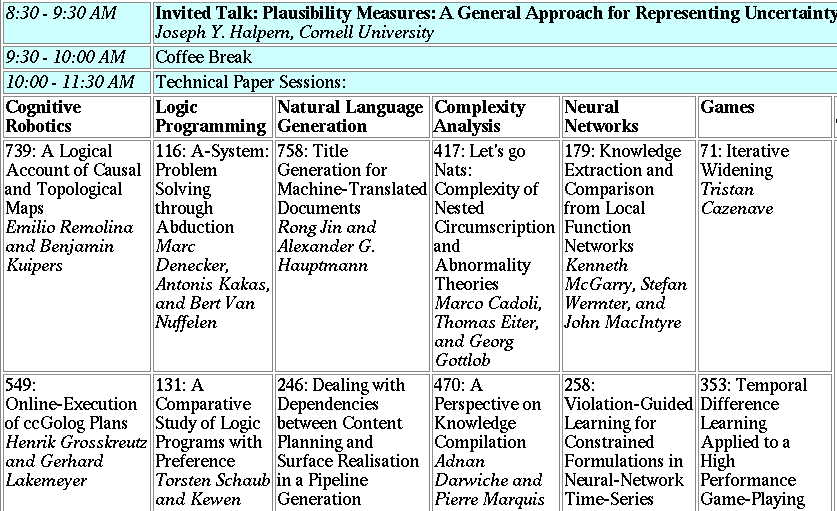 8:30 - 9:30 AM
Invited Talk: Plausibility Measures: A General Approach for Representing Uncertainty
Joseph Y. Halpern, Cornell University
9:30 - 10:00 AM
Coffee Break
10:00 - 11:30 AM
Technical Paper Sessions:
Cognitive
Robotics
Logic
Programming
Natural Language
Generation
Complexity
Analysis
Neural
Networks
Games
739: A Logical
Account of Causal
and Topological
Maps
Emilio Remolina
and Benjamin
Kuipers
116: A-System:
Problem
Solving
through
Abduction
Marc
Denecker,
Antonis Kakas,
and Bert Van
Nuffelen
758: Title
Generation for
Machine-Translated
Documents
Rong Jin and
Alexander G.
Hauptmann
417: Let's go
Nats:
Complexity of
Nested
Circumscription
and
Abnormality
Theories
Marco Cadoli,
Thomas Eiter,
and Georg
Gottlob
179: Knowledge
Extraction and
Comparison
from Local
Function
Networks
Kenneth
McGarry, Stefan
Wermter, and
John MacIntyre
71: Iterative
Widening
Tristan
Cazenave
549:
Online-Execution
of ccGolog Plans
Henrik Grosskreutz
and Gerhard
Lakemeyer
131: A
Comparative
Study of Logic
Programs with
Preference
Torsten Schaub
and Kewen
246: Dealing with
Dependencies
between Content
Planning and
Surface Realisation
in a Pipeline
Generation
470: A
Perspective on
Knowledge
Compilation
Adnan
Darwiche and
Pierre Marquis
258:
Violation-Guided
Learning for
Constrained
Formulations in
Neural-Network
Time-Series
353: Temporal
Difference
Learning
Applied to a
High
Performance
Game-Playing